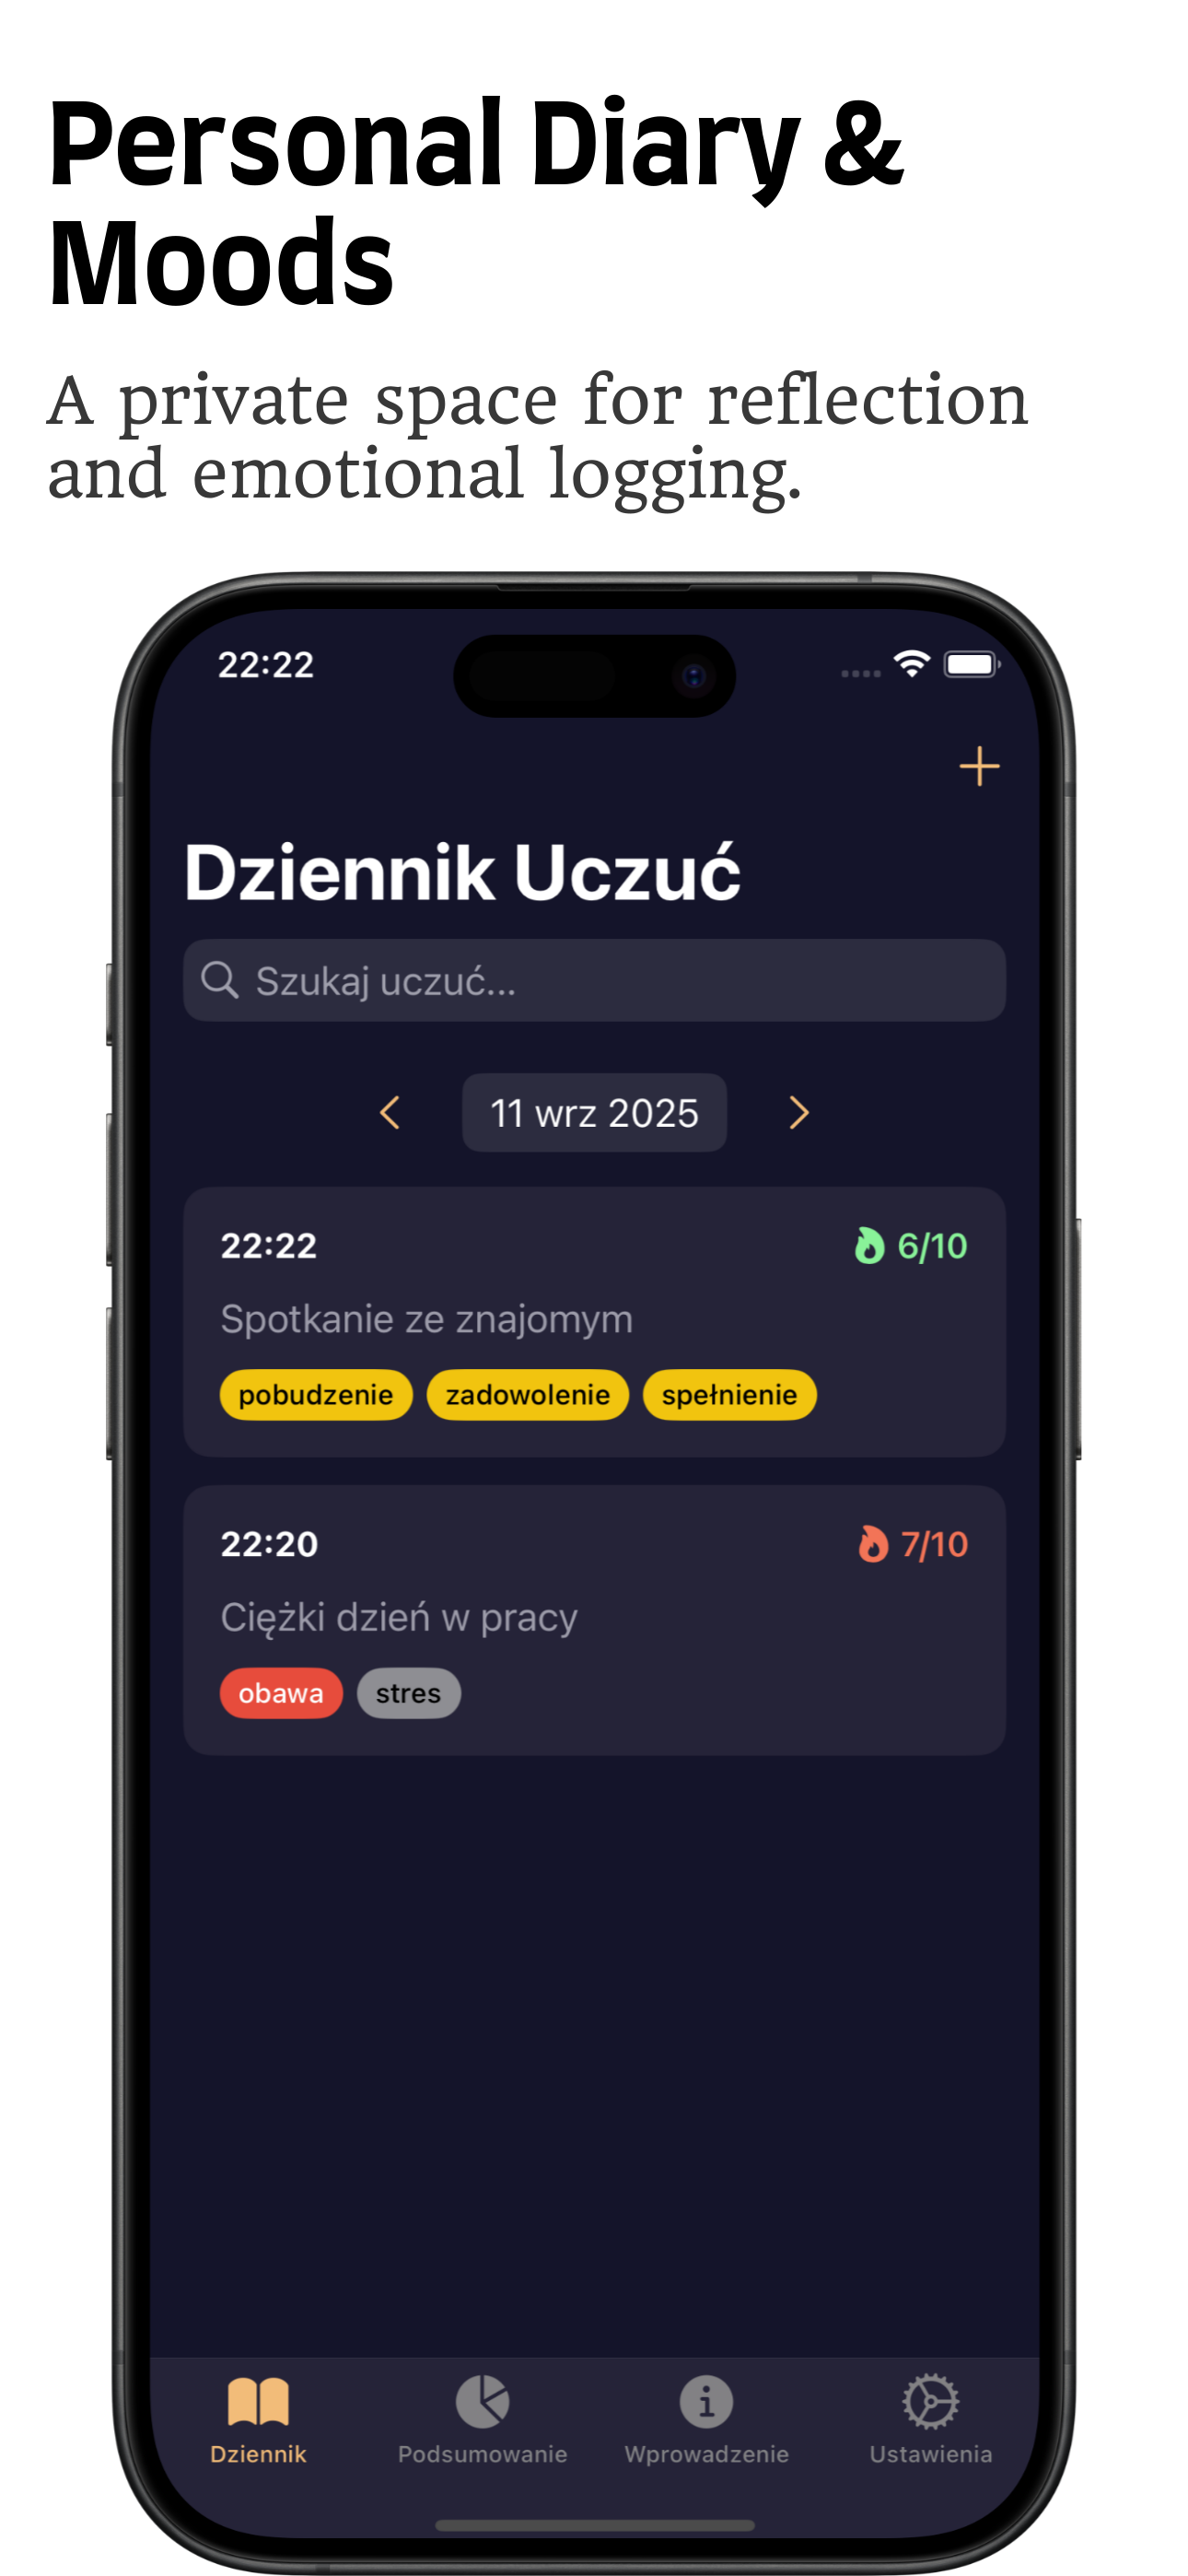 Personal Diary &
Moods
A private space for reflection
and emotional logging.
22:22
Dziennik Uczuć
Szukaj uczuć...
11 wrz 2025
22:22
6/10
Spotkanie ze znajomym
pobudzenie zadowolenie spełnienie
22:20
7/10
Ciężki dzień w pracy
obawa stres
Dziennik Podsumowanie Wprowadzenie Ustawienia